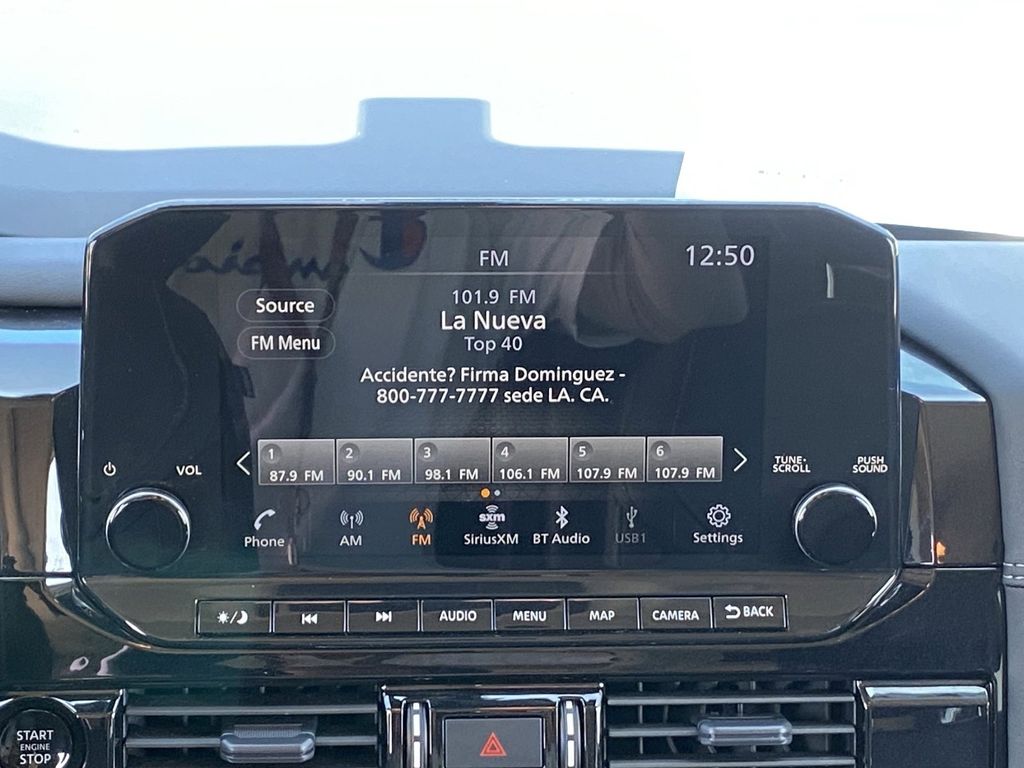 FM
12:50
Source
101.9 FM
La Nueva
FM Menu
Top 40
Accidente? Firma Dominguez -
800-777-7777 sede LA. CA.
1
2
3
4
5
6
87.9 FM
90.1 FM
98.1 FM
106.1 FM
107.9 FM
107.9 FM
VOL
TUNE·
SCROLL
PUSH
SOUND
sxm
Phone
AM
FM
SiriusXM
BT Audio
USB1
Settings
AUDIO
MENU
MAP
CAMERA
BACK
START
ENGINE
STOP